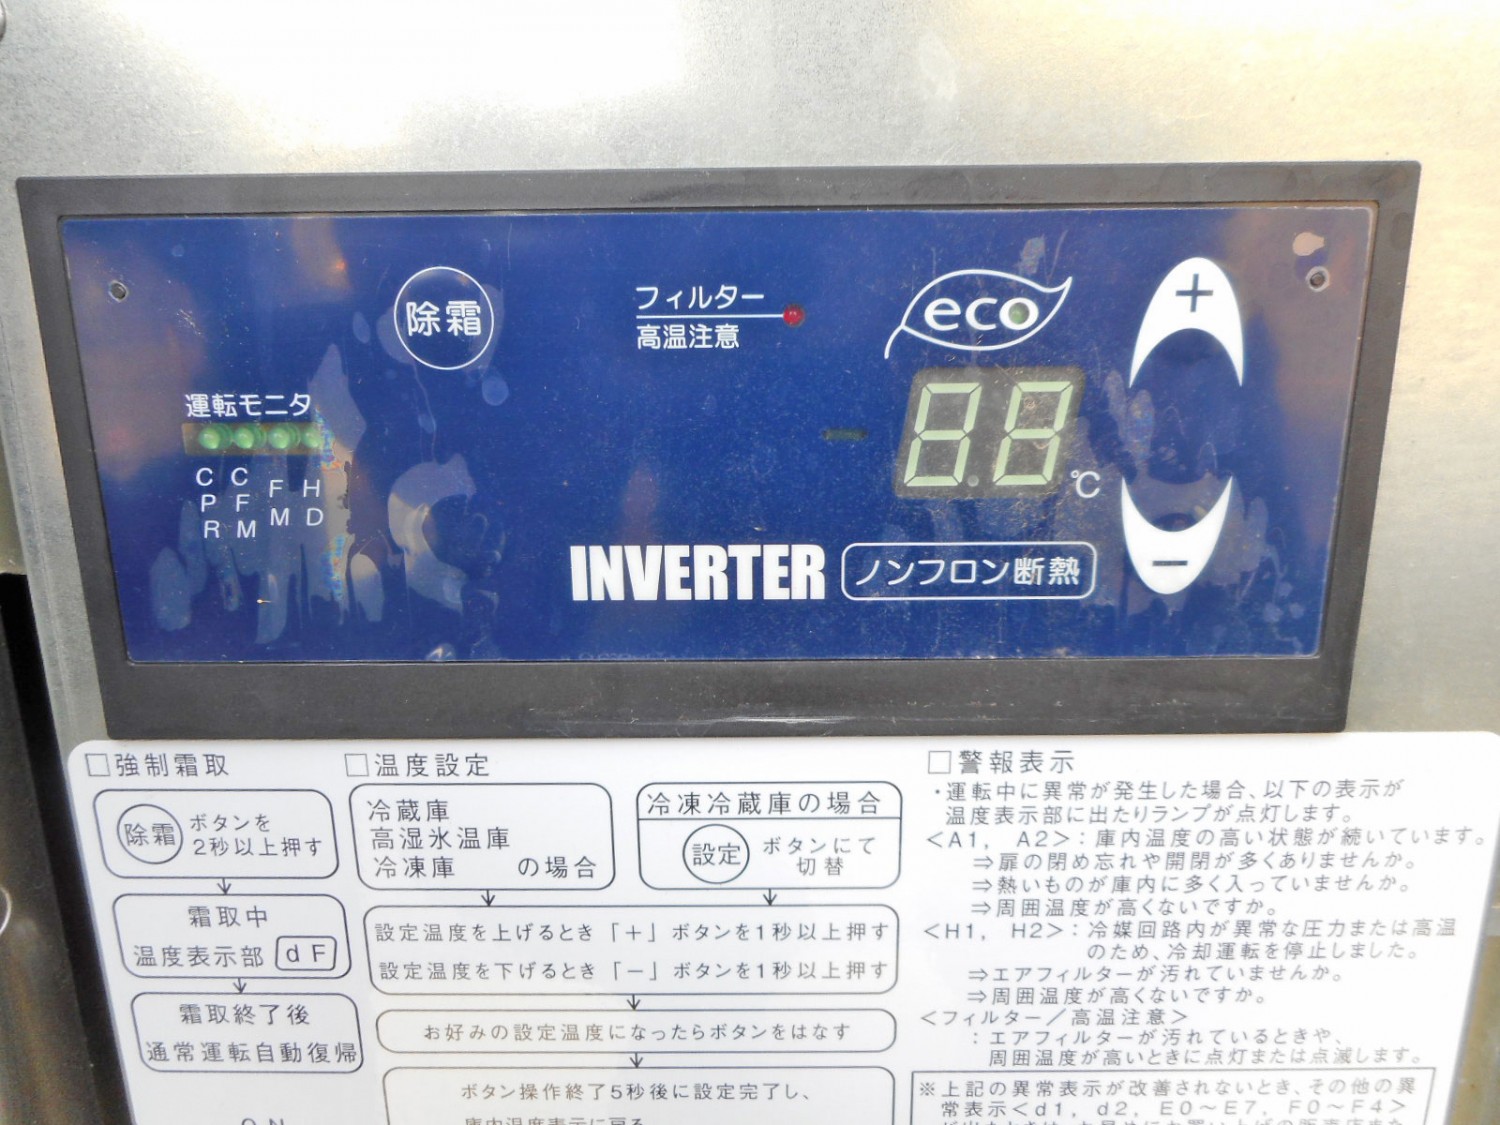 除霜
フィルター
高温注意
eco
運転モニタ
CPR CFM FM HD
88℃
+
-
INVERTER
ノンフロン断熱
□強制霜取
除霜 ボタンを
2秒以上押す
霜取中
温度表示部 dF
霜取終了後
通常運転自動復帰
□温度設定
冷蔵庫
高湿氷温庫
冷凍庫 の場合
冷凍冷蔵庫の場合
設定 ボタンにて
切替
設定温度を上げるとき「+」ボタンを1秒以上押す
設定温度を下げるとき「-」ボタンを1秒以上押す
お好みの設定温度になったらボタンをはなす
ボタン操作終了5秒後に設定完了し、
庫内温度表示に戻る
□警報表示
・運転中に異常が発生した場合、以下の表示が
温度表示部に出たりランプが点灯します。
<A1, A2>:庫内温度の高い状態が続いています。
⇒扉の閉め忘れや開閉が多くありませんか。
⇒熱いものが庫内に多く入っていませんか。
⇒周囲温度が高くないですか。
<H1, H2>:冷媒回路内が異常な圧力または高温
のため、冷却運転を停止しました。
⇒エアフィルターが汚れていませんか。
⇒周囲温度が高くないですか。
<フィルター/高温注意>
:エアフィルターが汚れているときや、
周囲温度が高いときに点灯または点滅します。
※上記の異常表示が改善されないとき、その他の異
常表示<d1, d2, E0~E7, F0~F4>